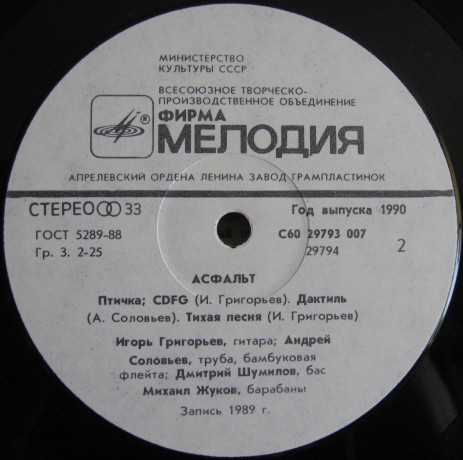 МИНИСТЕРСТВО
КУЛЬТУРЫ СССР
ВСЕСОЮЗНОЕ ТВОРЧЕСКО-
ПРОИЗВОДСТВЕННОЕ ОБЪЕДИНЕНИЕ
ФИРМА
® МЕЛОДИЯ
АПРЕЛЕВСКИЙ ОРДЕНА ЛЕНИНА ЗАВОД ГРАМПЛАСТИНОК
СТЕРЕО 33 Год выпуска 1990
ГОСТ 5289-88 С60 29793 007
Гр. 3. 2-25 29794 2
АСФАЛЬТ
Птичка; CDFG (И. Григорьев). Дактиль
(А. Соловьев). Тихая песня (И. Григорьев)
Игорь Григорьев, гитара; Андрей
Соловьев, труба, бамбуковая
флейта; Дмитрий Шумилов, бас
Михаил Жуков, барабаны
Запись 1989 г.